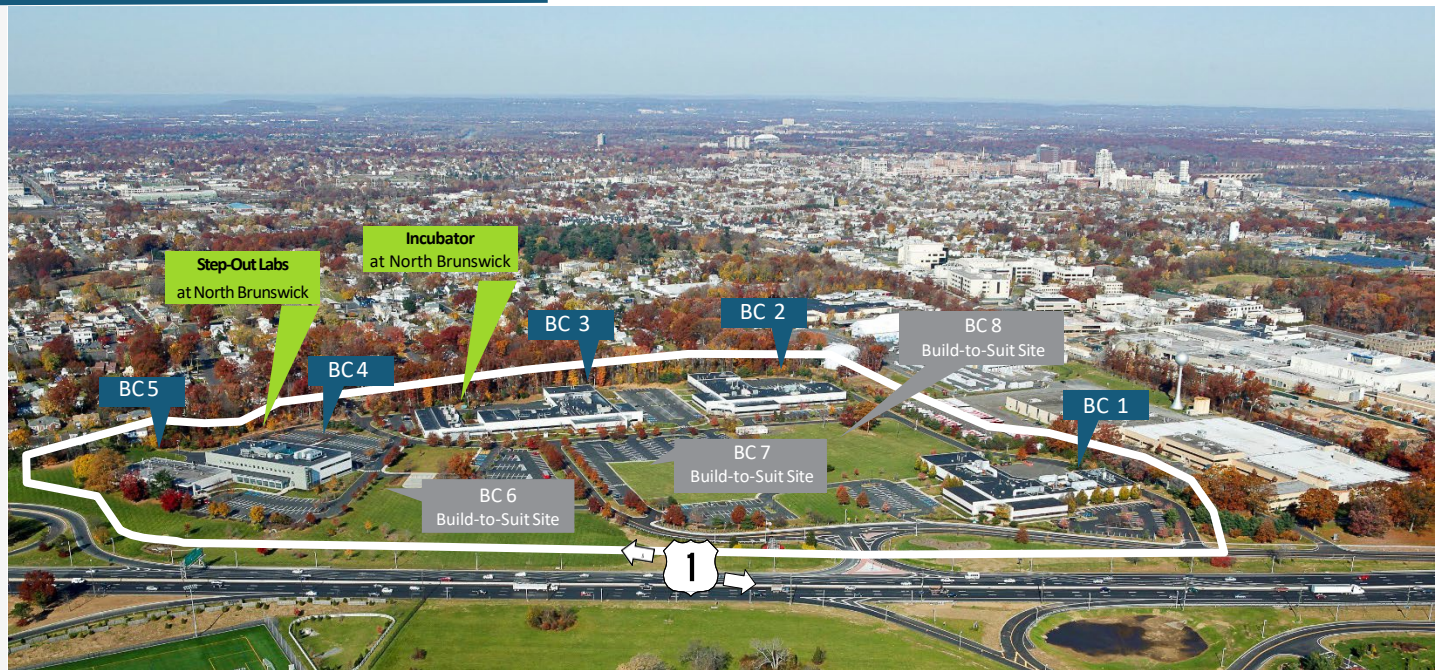 Incubator
at North Brunswick
Step-Out Labs
at North Brunswick
BC 3
BC 2
BC 8
Build-to-Suit Site
BC 4
BC 5
BC 1
BC 7
Build-to-Suit Site
BC 6
Build-to-Suit Site
1